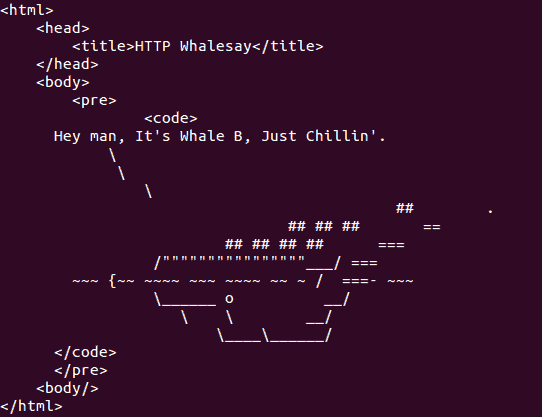 <html>
    <head>
        <title>HTTP Whalesay</title>
    </head>
    <body>
        <pre>
                <code>
      Hey man, It's Whale B, Just Chillin'.
            \
             \
                \
                                            ##        .
                                ## ## ##       ==
                         ## ## ## ##      ===
                 /""""""""""""""""___/ ===
        ~~~ {~~ ~~~~ ~~~ ~~~~ ~~ ~ /  ===- ~~~
                 \______ o          __/
                    \    \        __/
                        \____\______/
      </code>
      </pre>
    <body/>
</html>